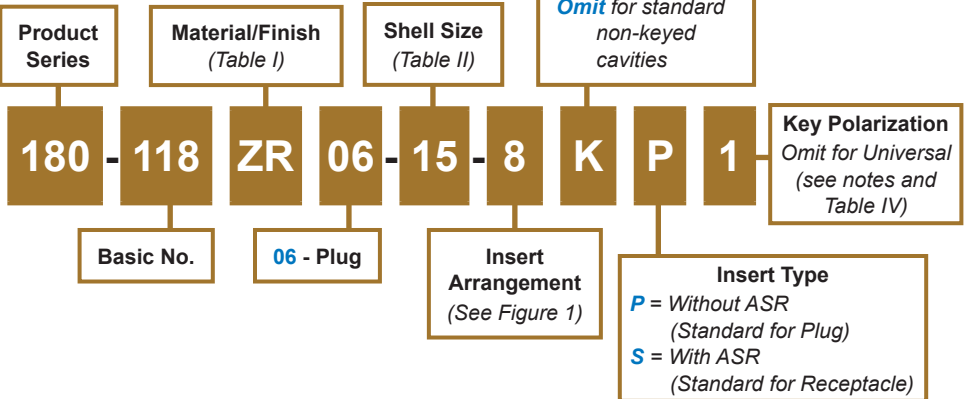 Product
Series
Material/Finish
(Table I)
Shell Size
(Table II)
Omit for standard
non-keyed
cavities
180 - 118 ZR 06 - 15 - 8 K P 1
Key Polarization
Omit for Universal
(see notes and
Table IV)
Basic No.
06 - Plug
Insert
Arrangement
(See Figure 1)
Insert Type
P = Without ASR
(Standard for Plug)
S = With ASR
(Standard for Receptacle)